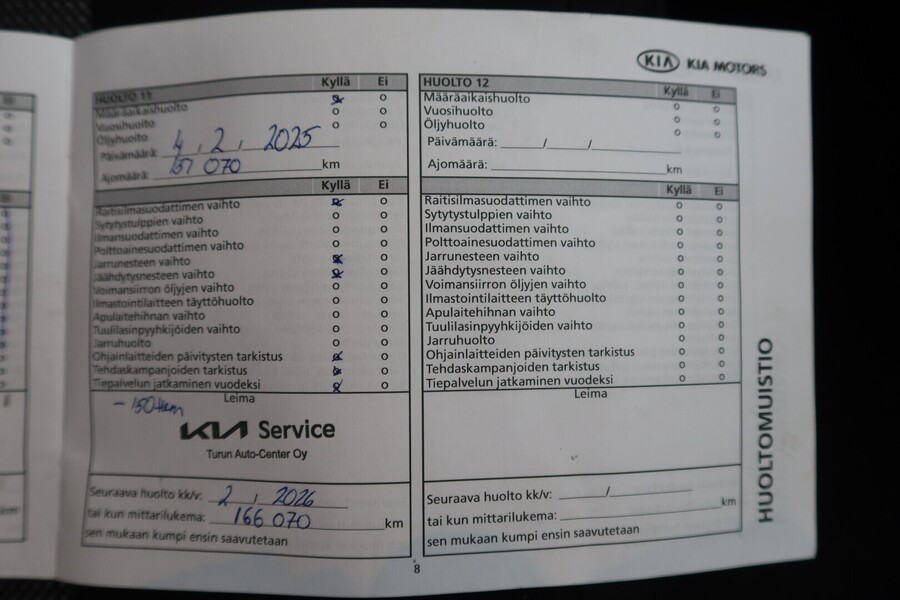 KIA KIA MOTORS
HUOLTO 11 Kyllä Ei
Määräaikaishuolto o o
Vuosihuolto o o
Öljyhuolto o o
Päivämäärä: 4, 2, 2025
Ajomäärä: 151 070 km
Kyllä Ei
Raitisilmasuodattimen vaihto o o
Sytytystulppien vaihto o o
Ilmansuodattimen vaihto o o
Polttoainesuodattimen vaihto o o
Jarrunesteen vaihto o o
Jäähdytysnesteen vaihto o o
Voimansiirron öljyjen vaihto o o
Ilmastointilaitteen täyttöhuolto o o
Apulaitehihnan vaihto o o
Tuulilasinpyyhkijöiden vaihto o o
Jarruhuolto o o
Ohjainlaitteiden päivitysten tarkistus o o
Tehdaskampanjoiden tarkistus o o
Tiepalvelun jatkaminen vuodeksi o o
Leima
KIA Service
Turun Auto-Center Oy
Seuraava huolto kk/v: 2, 2026
tai kun mittarilukema: 166 070 km
sen mukaan kumpi ensin saavutetaan
HUOLTO 12 Kyllä Ei
Määräaikaishuolto o o
Vuosihuolto o o
Öljyhuolto o o
Päivämäärä: / /
Ajomäärä: km
Kyllä Ei
Raitisilmasuodattimen vaihto o o
Sytytystulppien vaihto o o
Ilmansuodattimen vaihto o o
Polttoainesuodattimen vaihto o o
Jarrunesteen vaihto o o
Jäähdytysnesteen vaihto o o
Voimansiirron öljyjen vaihto o o
Ilmastointilaitteen täyttöhuolto o o
Apulaitehihnan vaihto o o
Tuulilasinpyyhkijöiden vaihto o o
Jarruhuolto o o
Ohjainlaitteiden päivitysten tarkistus o o
Tehdaskampanjoiden tarkistus o o
Tiepalvelun jatkaminen vuodeksi o o
Leima
Seuraava huolto kk/v: /
tai kun mittarilukema: km
sen mukaan kumpi ensin saavutetaan
HUOLTOMUISTIO
8